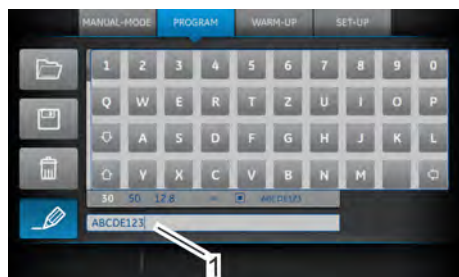 MANUAL-MODE PROGRAM WARM-UP SET-UP
1 2 3 4 5 6 7 8 9 0
Q W E R T Z U I O P
A S D F G H J K L
Y X C V B N M
30 50 12.8 ABCDE123
ABCDE123
1